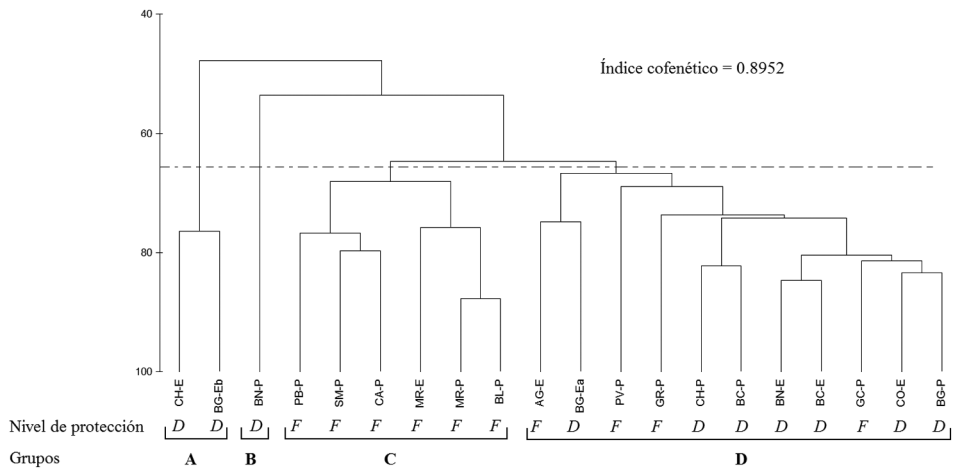 40
Índice cofenético = 0.8952
60
80
100
CH-E BG-Eb BN-P PB-P SM-P CA-P MR-E MR-P BL-P AG-E BG-Ea PV-P GR-P CH-P BC-P BN-E BC-E GC-P CO-E BG-P
Nivel de protección D D D F F F F F F F D F F D D D D F D D
Grupos A B C D